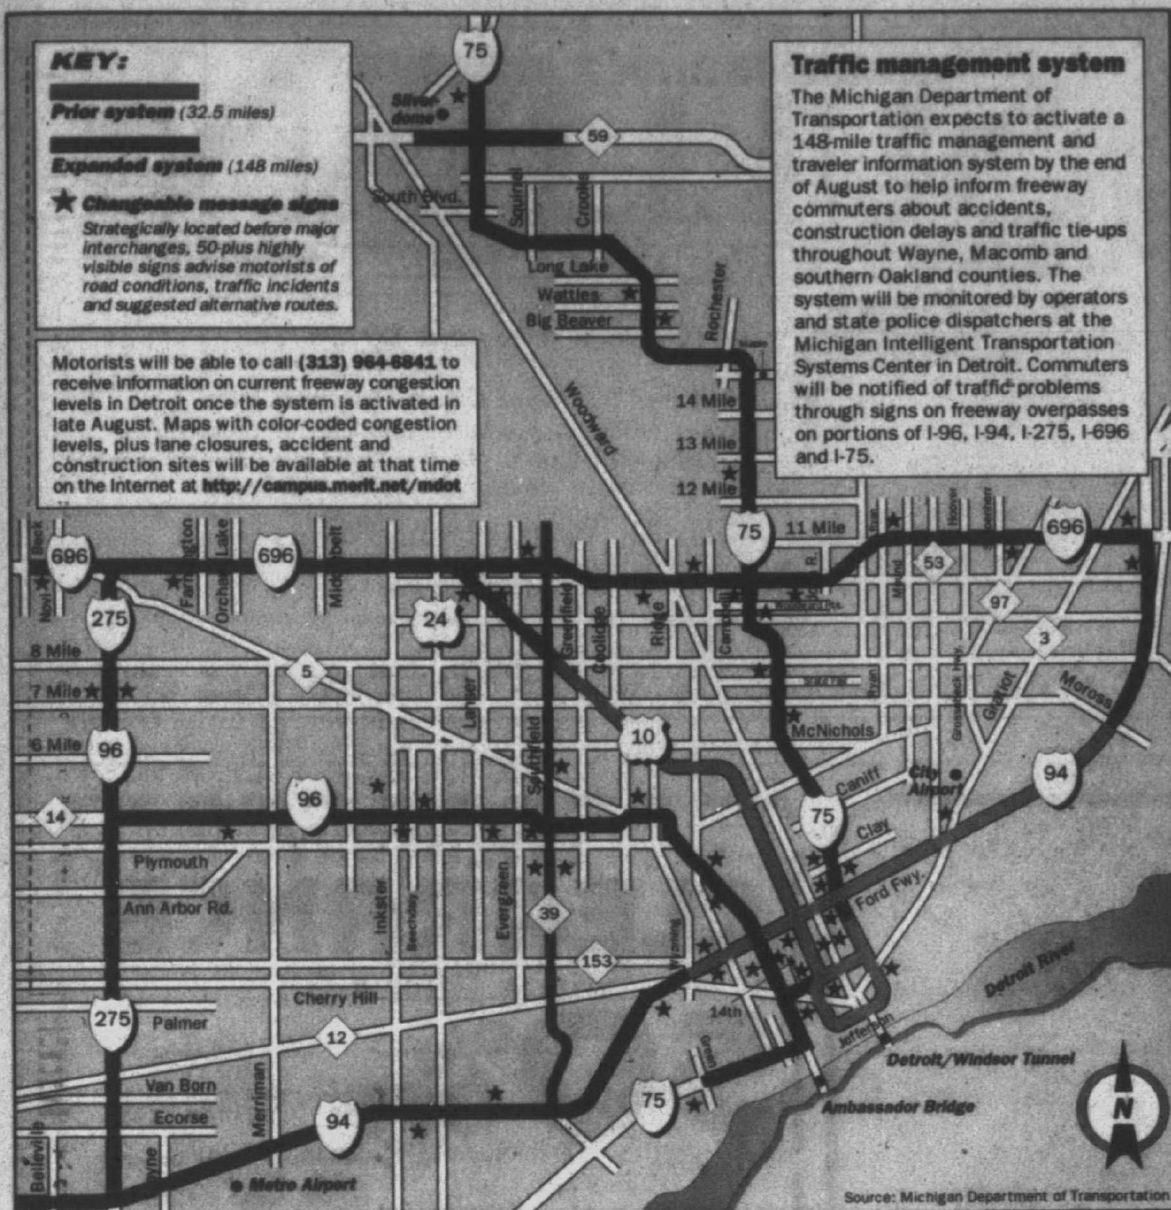 KEY:
Prior system (32.5 miles)
Expanded system (148 miles)
Changeable message signs
Strategically located before major
interchanges, 50-plus highly
visible signs advise motorists of
road conditions, traffic incidents
and suggested alternative routes.
Motorists will be able to call (313) 964-6841 to
receive information on current freeway congestion
levels in Detroit once the system is activated in
late August. Maps with color-coded congestion
levels, plus lane closures, accident and
construction sites will be available at that time
on the Internet at http://campus.merit.net/mdot
Traffic management system
The Michigan Department of
Transportation expects to activate a
148-mile traffic management and
traveler information system by the end
of August to help inform freeway
commuters about accidents,
construction delays and traffic tie-ups
throughout Wayne, Macomb and
southern Oakland counties. The
system will be monitored by operators
and state police dispatchers at the
Michigan Intelligent Transportation
Systems Center in Detroit. Commuters
will be notified of traffic problems
through signs on freeway overpasses
on portions of I-96, I-94, I-275, I-696
and I-75.
75
Silver-
dome
59
South Blvd.
Squirrel
Crooks
Long Lake
Wattles
Big Beaver
Rochester
Woodward
14 Mile
13 Mile
12 Mile
75
11 Mile
Ryan
Hoover
696
Beck
696
Farmington
Orchard Lake
696
Middlebelt
Novi
275
24
Greenfield
Coolidge
Ridge
Campbell
53
Mound
97
3
8 Mile
5
7 Mile
Lahser
Ryan
Groesbeck Hwy.
Gratiot
Moross
6 Mile
96
Southfield
10
McNichols
Caniff
City
Airport
94
14
96
75
Clay
Plymouth
Ann Arbor Rd.
Inkster
Beech Daly
Evergreen
39
Wyoming
Ford Fwy.
153
Cherry Hill
Detroit River
275
Palmer
12
14th
Jefferson
Green
Detroit/Windsor Tunnel
Van Born
Merriman
Ecorse
94
75
Ambassador Bridge
N
Belleville
Metro Airport
Source: Michigan Department of Transportation